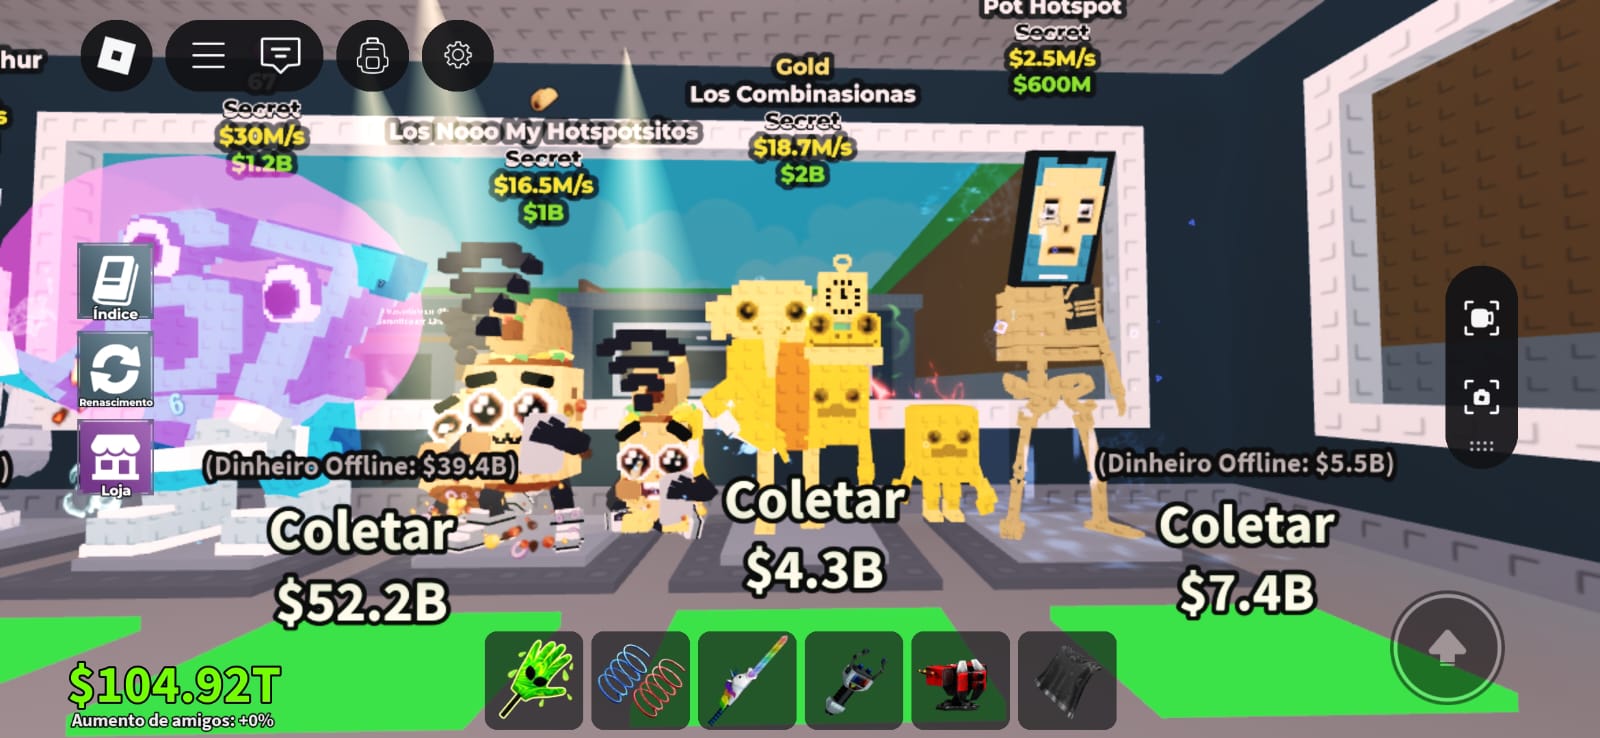 hur
67
Secret
$30M/s
$1.2B
Los Nooo My Hotspotsitos
Secret
$16.5M/s
$1B
Gold
Los Combinasionas
Secret
$18.7M/s
$2B
Pot Hotspot
Secret
$2.5M/s
$600M
Índice
Renascimento
6
Loja
(Dinheiro Offline: $39.4B)
Coletar
$52.2B
Coletar
$4.3B
(Dinheiro Offline: $5.5B)
Coletar
$7.4B
$104.92T
Aumento de amigos: +0%